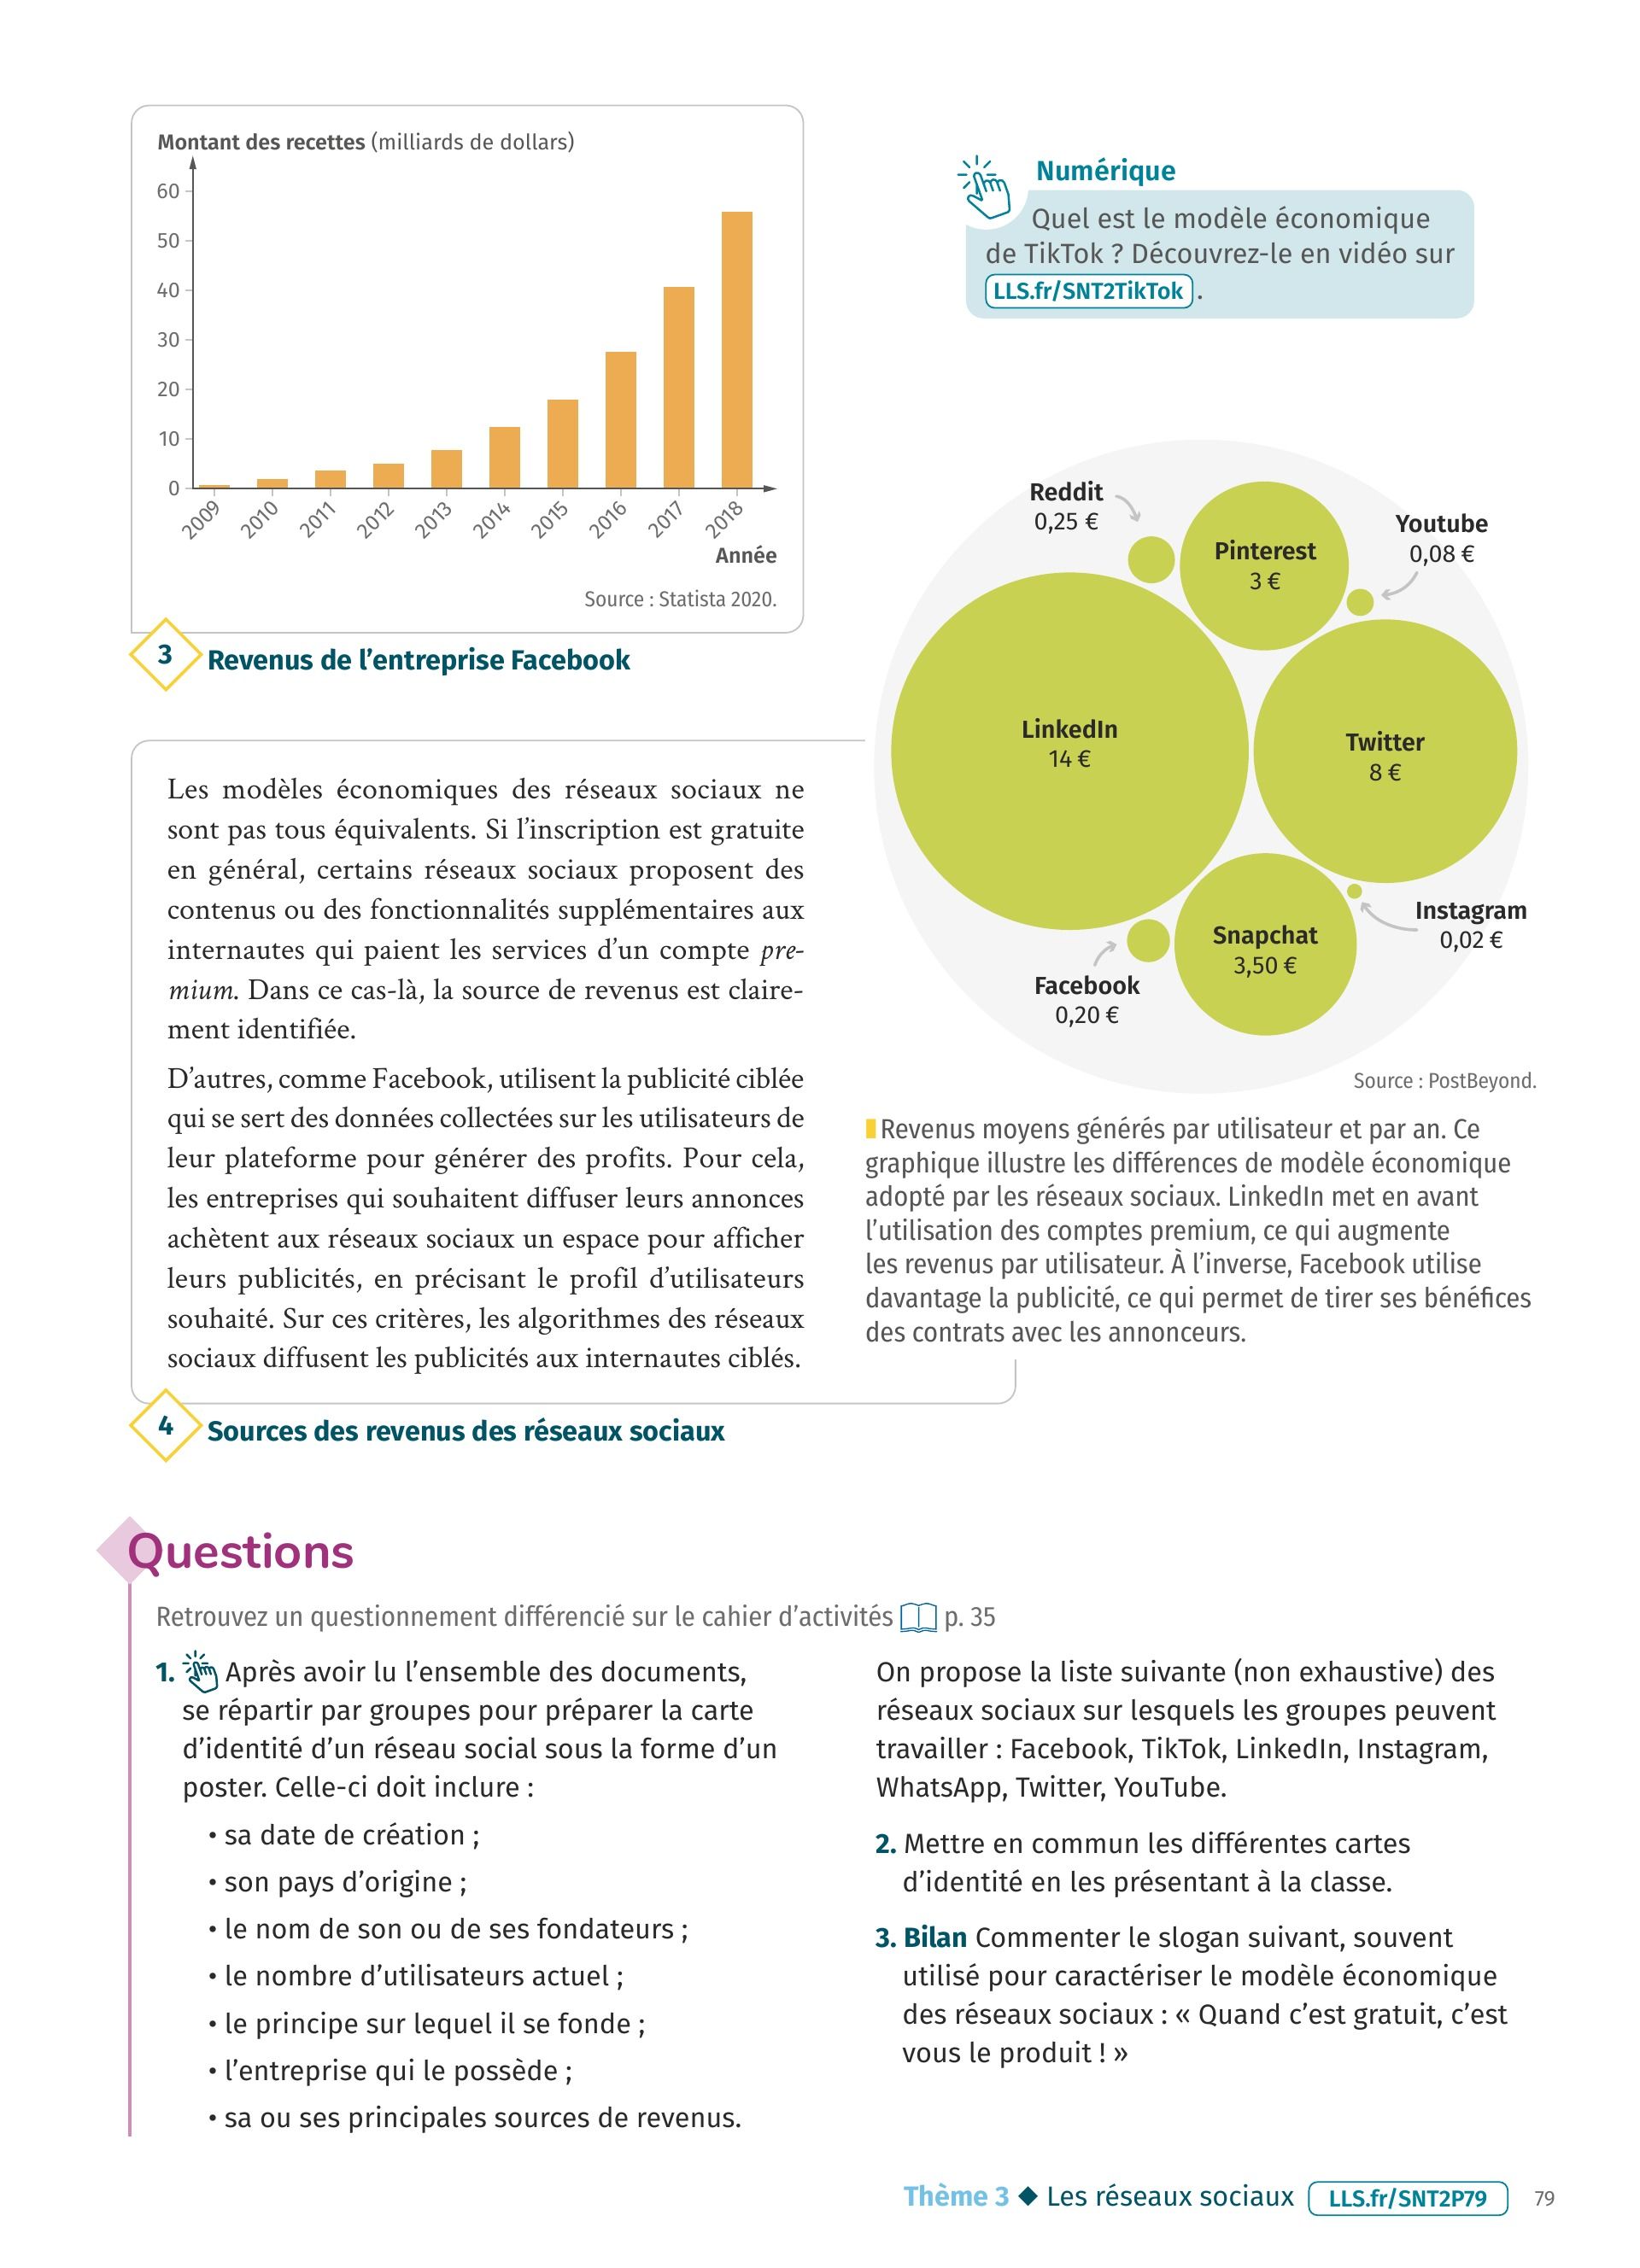 Montant des recettes (milliards de dollars)
60
50
40
30
20
10
0
2009
2010
2011
2012
2013
2014
2015
2016
2017
2018
Année
Source : Statista 2020.
3
Revenus de l'entreprise Facebook
Numérique
Quel est le modèle économique
de TikTok ? Découvrez-le en vidéo sur
LLS.fr/SNT2TikTok .
Les modèles économiques des réseaux sociaux ne
sont pas tous équivalents. Si l'inscription est gratuite
en général, certains réseaux sociaux proposent des
contenus ou des fonctionnalités supplémentaires aux
internautes qui paient les services d'un compte pre-
mium. Dans ce cas-là, la source de revenus est claire-
ment identifiée.
D'autres, comme Facebook, utilisent la publicité ciblée
qui se sert des données collectées sur les utilisateurs de
leur plateforme pour générer des profits. Pour cela,
les entreprises qui souhaitent diffuser leurs annonces
achètent aux réseaux sociaux un espace pour afficher
leurs publicités, en précisant le profil d'utilisateurs
souhaité. Sur ces critères, les algorithmes des réseaux
sociaux diffusent les publicités aux internautes ciblés.
Reddit
0,25 €
Pinterest
3 €
Youtube
0,08 €
LinkedIn
14 €
Twitter
8 €
Instagram
0,02 €
Snapchat
3,50 €
Facebook
0,20 €
Source : PostBeyond.
Revenus moyens générés par utilisateur et par an. Ce
graphique illustre les différences de modèle économique
adopté par les réseaux sociaux. LinkedIn met en avant
l'utilisation des comptes premium, ce qui augmente
les revenus par utilisateur. À l'inverse, Facebook utilise
davantage la publicité, ce qui permet de tirer ses bénéfices
des contrats avec les annonceurs.
4
Sources des revenus des réseaux sociaux
Questions
Retrouvez un questionnement différencié sur le cahier d'activités p. 35
1. Après avoir lu l'ensemble des documents,
se répartir par groupes pour préparer la carte
d'identité d'un réseau social sous la forme d'un
poster. Celle-ci doit inclure :
• sa date de création ;
• son pays d'origine ;
• le nom de son ou de ses fondateurs ;
• le nombre d'utilisateurs actuel ;
• le principe sur lequel il se fonde ;
• l'entreprise qui le possède ;
• sa ou ses principales sources de revenus.
On propose la liste suivante (non exhaustive) des
réseaux sociaux sur lesquels les groupes peuvent
travailler : Facebook, TikTok, LinkedIn, Instagram,
WhatsApp, Twitter, YouTube.
2. Mettre en commun les différentes cartes
d'identité en les présentant à la classe.
3. Bilan Commenter le slogan suivant, souvent
utilisé pour caractériser le modèle économique
des réseaux sociaux : « Quand c'est gratuit, c'est
vous le produit ! »
Thème 3 ◆ Les réseaux sociaux LLS.fr/SNT2P79 79